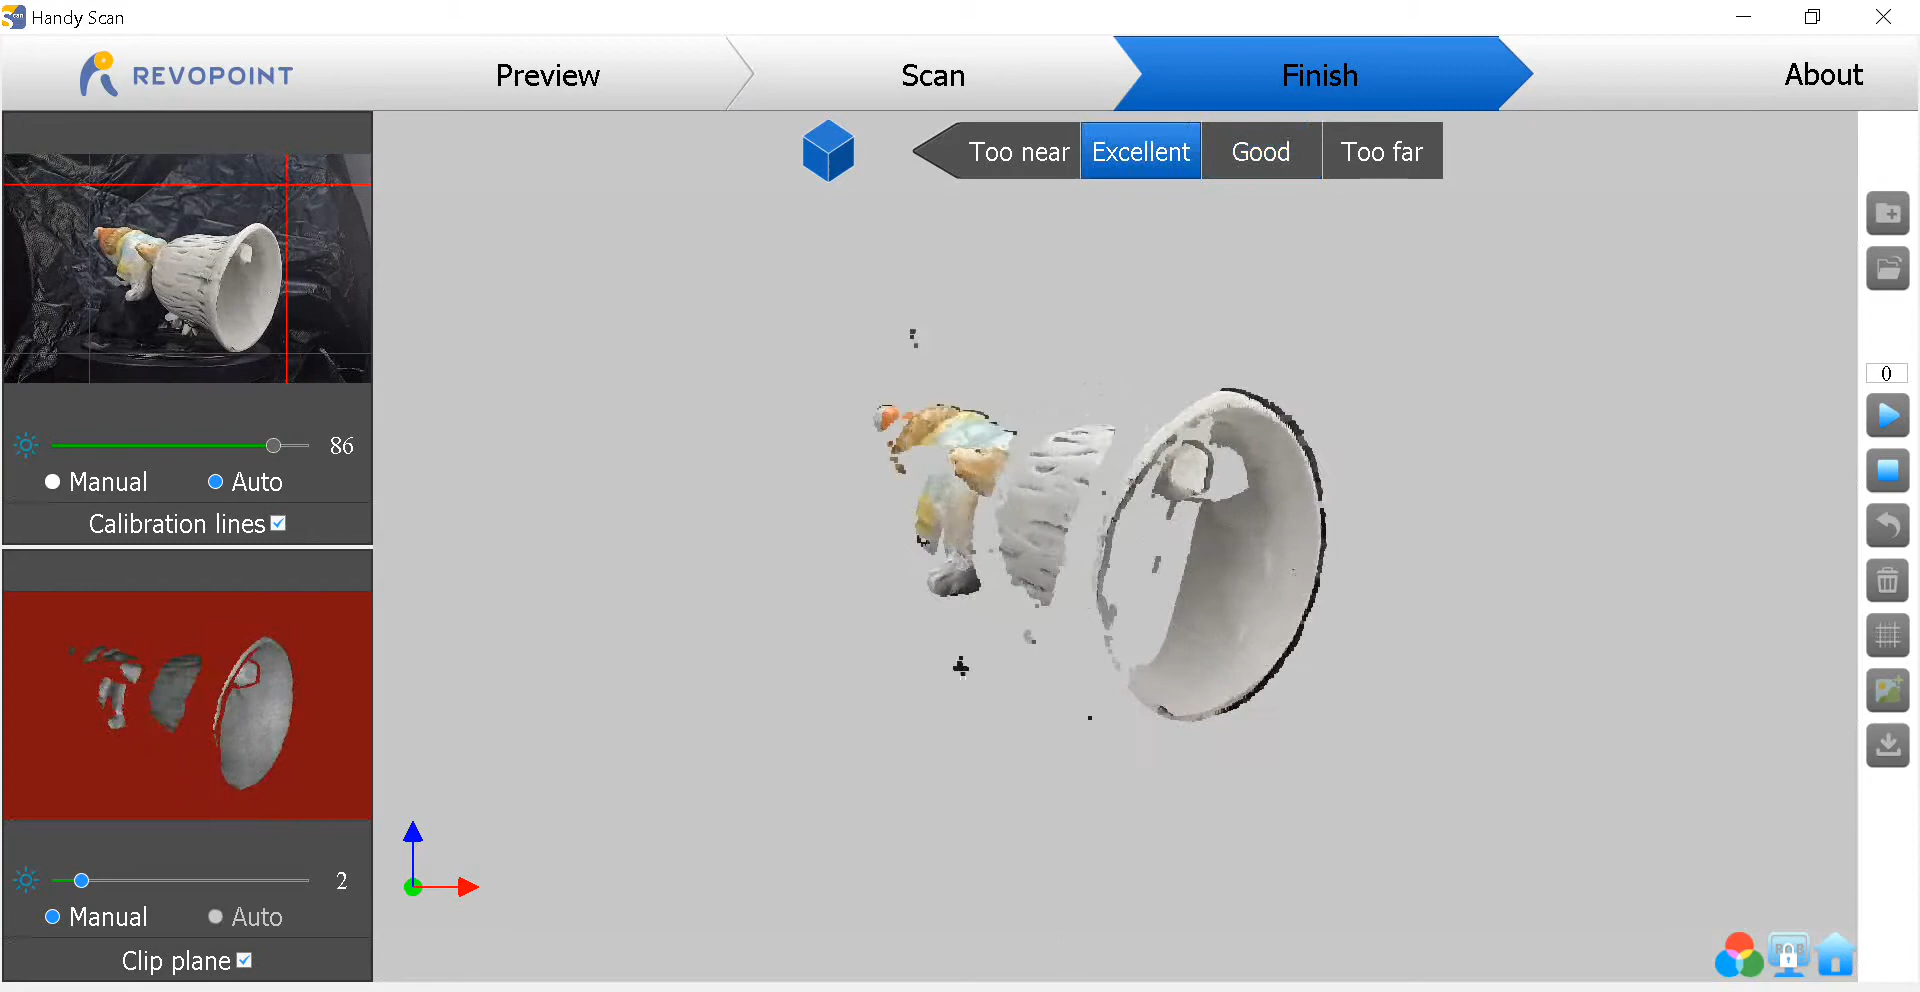 Handy Scan
REVOPOINT
Preview
Scan
Finish
About
Too near
Excellent
Good
Too far
86
Manual
Auto
Calibration lines
0
2
Manual
Auto
Clip plane